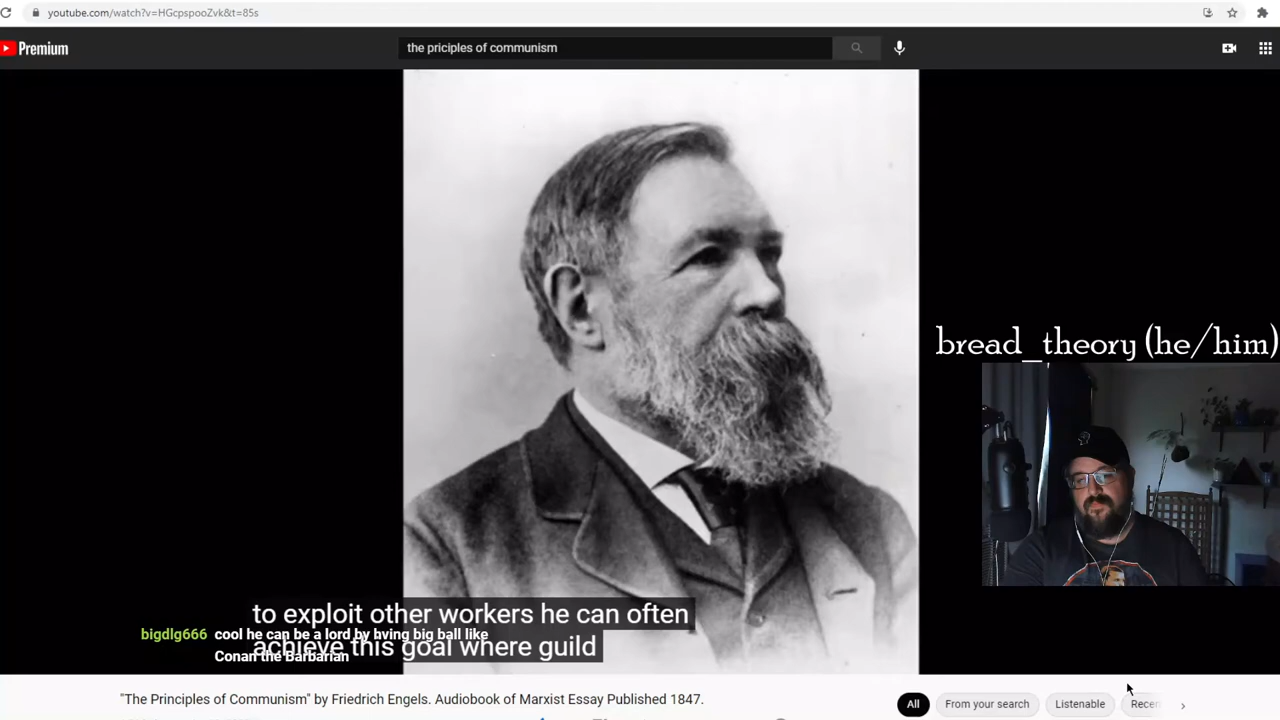 youtube.com/watch?v=HGcpspooZvk&t=85s
Premium
the priciples of communism
bread_theory (he/him)
to exploit other workers he can often
achieve this goal where guild
bigdlg666 cool he can be a lord by hving big ball like
Conan the Barbarian
"The Principles of Communism" by Friedrich Engels. Audiobook of Marxist Essay Published 1847.
All
From your search
Listenable
Recen